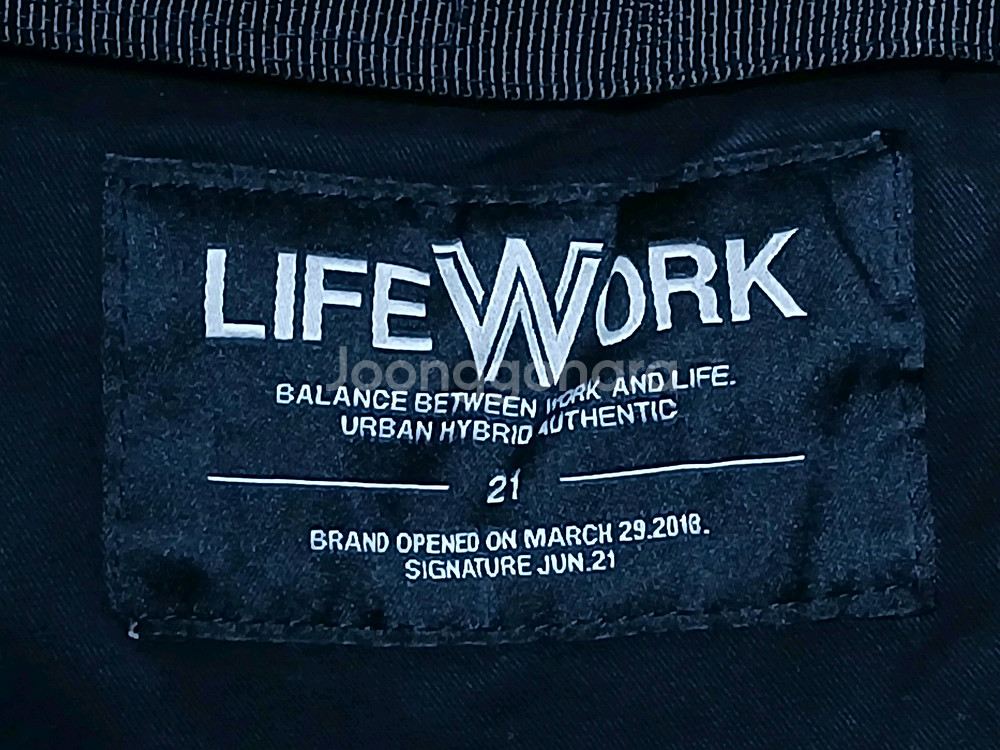 LIFEWORK
Joonggonara
BALANCE BETWEEN WORK AND LIFE.
URBAN HYBRID AUTHENTIC
21
BRAND OPENED ON MARCH 29.2018.
SIGNATURE JUN.21